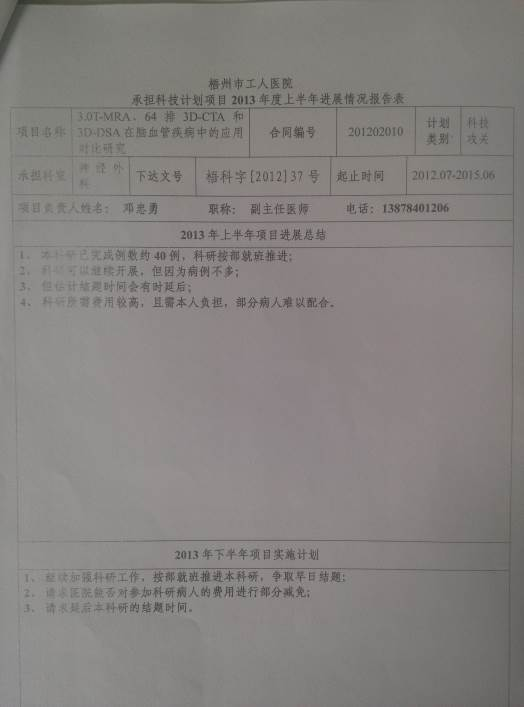 梧州市工人医院
承担科技计划项目 2013 年度上半年进展情况报告表
项目名称
3.0T-MRA、64 排 3D-CTA 和
3D-DSA 在脑血管疾病中的应用
对比研究
合同编号
201202010
计划
类别
科技
攻关
承担科室
神经外
科
下达文号
梧科字[2012]37 号
起止时间
2012.07-2015.06
项目负责人姓名： 邓忠勇 职称： 副主任医师 电话：13878401206
2013 年上半年项目进展总结
1、 本科研已完成例数约 40 例，科研按部就班推进；
2、 科研可以继续开展，但因为病例不多；
3、 但估计结题时间会有时延后；
4、 科研所需费用较高，且需本人负担，部分病人难以配合。
2013 年下半年项目实施计划
1、 继续加强科研工作，按部就班推进本科研，争取早日结题；
2、 请求医院能否对参加科研病人的费用进行部分减免；
3、 请求延后本科研的结题时间。